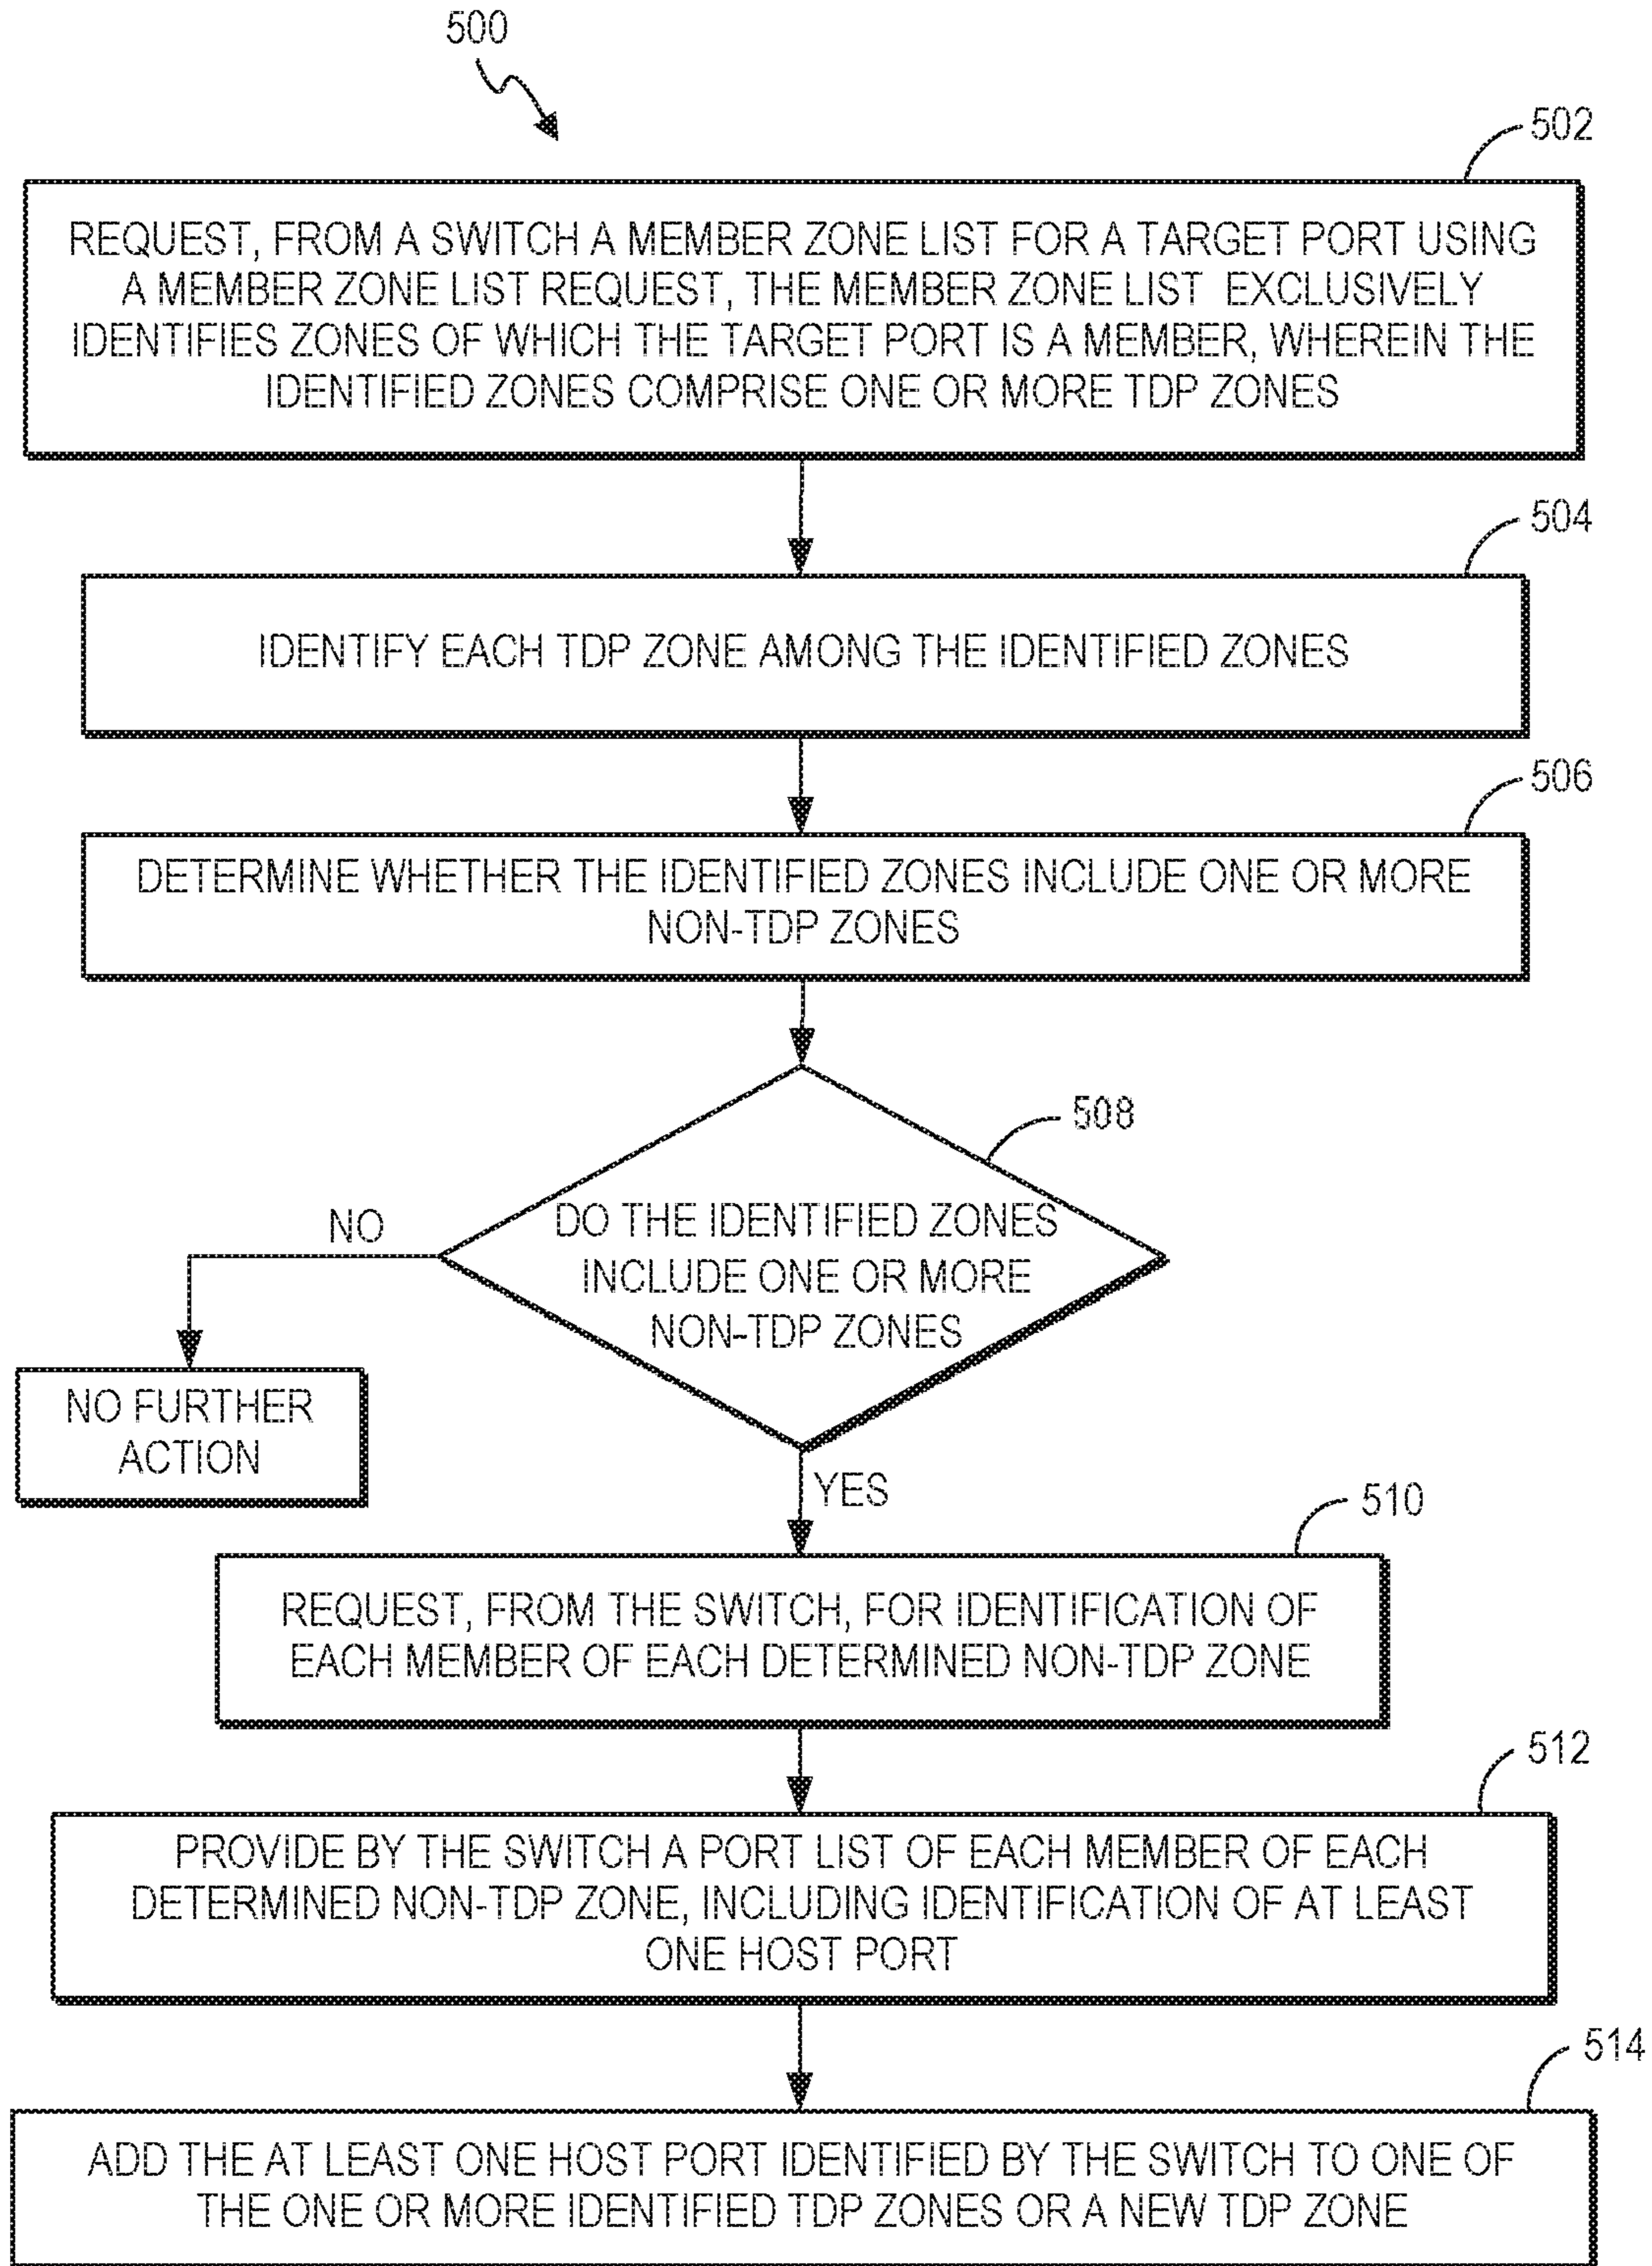 500
502
REQUEST, FROM A SWITCH A MEMBER ZONE LIST FOR A TARGET PORT USING
A MEMBER ZONE LIST REQUEST, THE MEMBER ZONE LIST EXCLUSIVELY
IDENTIFIES ZONES OF WHICH THE TARGET PORT IS A MEMBER, WHEREIN THE
IDENTIFIED ZONES COMPRISE ONE OR MORE TDP ZONES
504
IDENTIFY EACH TDP ZONE AMONG THE IDENTIFIED ZONES
506
DETERMINE WHETHER THE IDENTIFIED ZONES INCLUDE ONE OR MORE
NON-TDP ZONES
508
DO THE IDENTIFIED ZONES
INCLUDE ONE OR MORE
NON-TDP ZONES
NO
NO FURTHER
ACTION
YES
510
REQUEST, FROM THE SWITCH, FOR IDENTIFICATION OF
EACH MEMBER OF EACH DETERMINED NON-TDP ZONE
512
PROVIDE BY THE SWITCH A PORT LIST OF EACH MEMBER OF EACH
DETERMINED NON-TDP ZONE, INCLUDING IDENTIFICATION OF AT LEAST
ONE HOST PORT
514
ADD THE AT LEAST ONE HOST PORT IDENTIFIED BY THE SWITCH TO ONE OF
THE ONE OR MORE IDENTIFIED TDP ZONES OR A NEW TDP ZONE